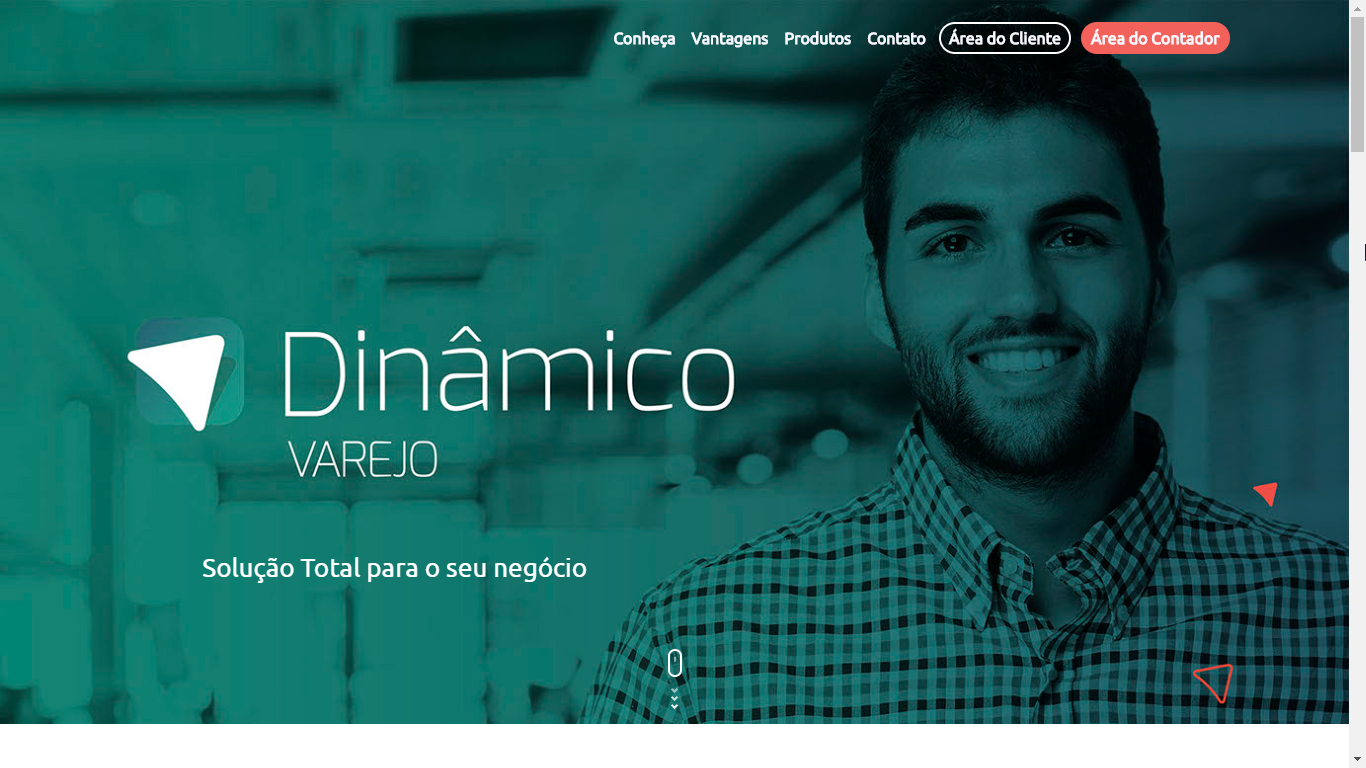 Conheça Vantagens Produtos Contato Área do Cliente Área do Contador
Dinâmico
VAREJO
Solução Total para o seu negócio